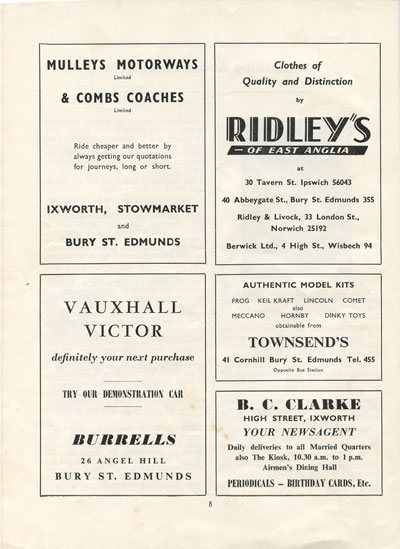 MULLEYS MOTORWAYS
Limited
& COMBS COACHES
Limited
Ride cheaper and better by
always getting our quotations
for journeys, long or short.
IXWORTH, STOWMARKET
and
BURY ST. EDMUNDS
Clothes of
Quality and Distinction
by
RIDLEY'S
— OF EAST ANGLIA
at
30 Tavern St. Ipswich 56043
40 Abbeygate St., Bury St. Edmunds 355
Ridley & Livock, 33 London St.,
Norwich 25192
Berwick Ltd., 4 High St., Wisbech 94
VAUXHALL
VICTOR
definitely your next purchase
TRY OUR DEMONSTRATION CAR
BURRELLS
26 ANGEL HILL
BURY ST. EDMUNDS
AUTHENTIC MODEL KITS
FROG KEIL KRAFT LINCOLN COMET
also
MECCANO HORNBY DINKY TOYS
obtainable from
TOWNSEND'S
41 Cornhill Bury St. Edmunds Tel. 455
Opposite Bus Station
B. C. CLARKE
HIGH STREET, IXWORTH
YOUR NEWSAGENT
Daily deliveries to all Married Quarters
also The Kiosk, 10.30 a.m. to 1 p.m.
Airmen's Dining Hall
PERIODICALS — BIRTHDAY CARDS, Etc.
8